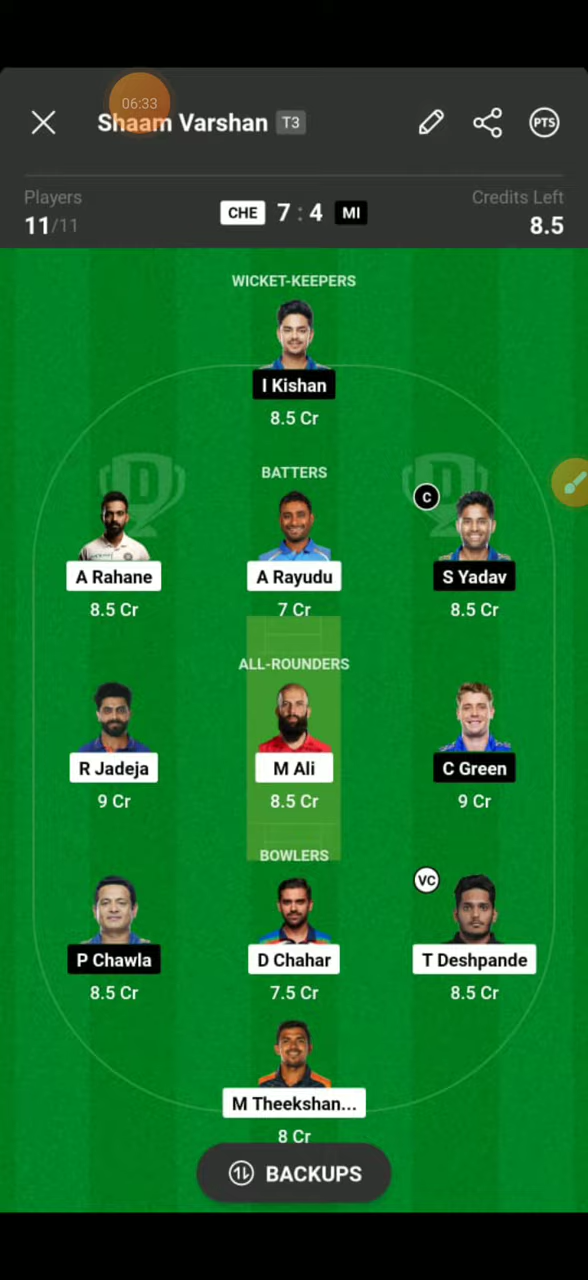 06:33
Shaam Varshan T3
PTS
Players
Credits Left
11/11
CHE 7 : 4 MI
8.5
WICKET-KEEPERS
I Kishan
8.5 Cr
BATTERS
C
A Rahane
A Rayudu
S Yadav
8.5 Cr
7 Cr
8.5 Cr
ALL-ROUNDERS
R Jadeja
M Ali
C Green
9 Cr
8.5 Cr
9 Cr
BOWLERS
VC
P Chawla
D Chahar
T Deshpande
8.5 Cr
7.5 Cr
8.5 Cr
M Theekshan...
8 Cr
BACKUPS